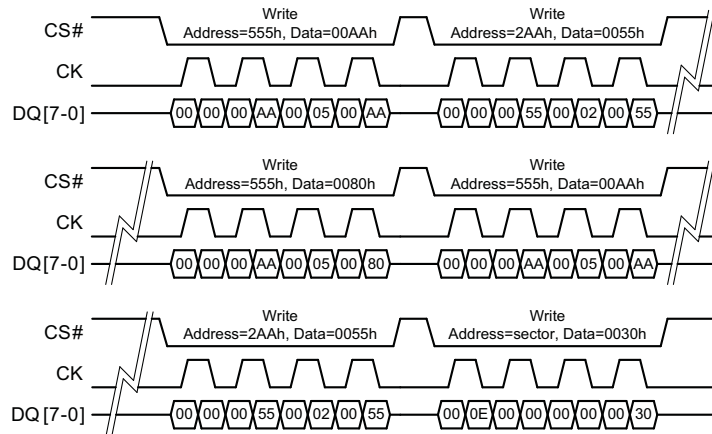 Write Write
CS# Address=555h, Data=00AAh Address=2AAh, Data=0055h
CK
DQ[7-0] 00 00 00 AA 00 05 00 AA 00 00 00 55 00 02 00 55
Write Write
CS# Address=555h, Data=0080h Address=555h, Data=00AAh
CK
DQ[7-0] 00 00 00 AA 00 05 00 80 00 00 00 AA 00 05 00 AA
Write Write
CS# Address=2AAh, Data=0055h Address=sector, Data=0030h
CK
DQ[7-0] 00 00 00 55 00 02 00 55 00 0E 00 00 00 00 00 30